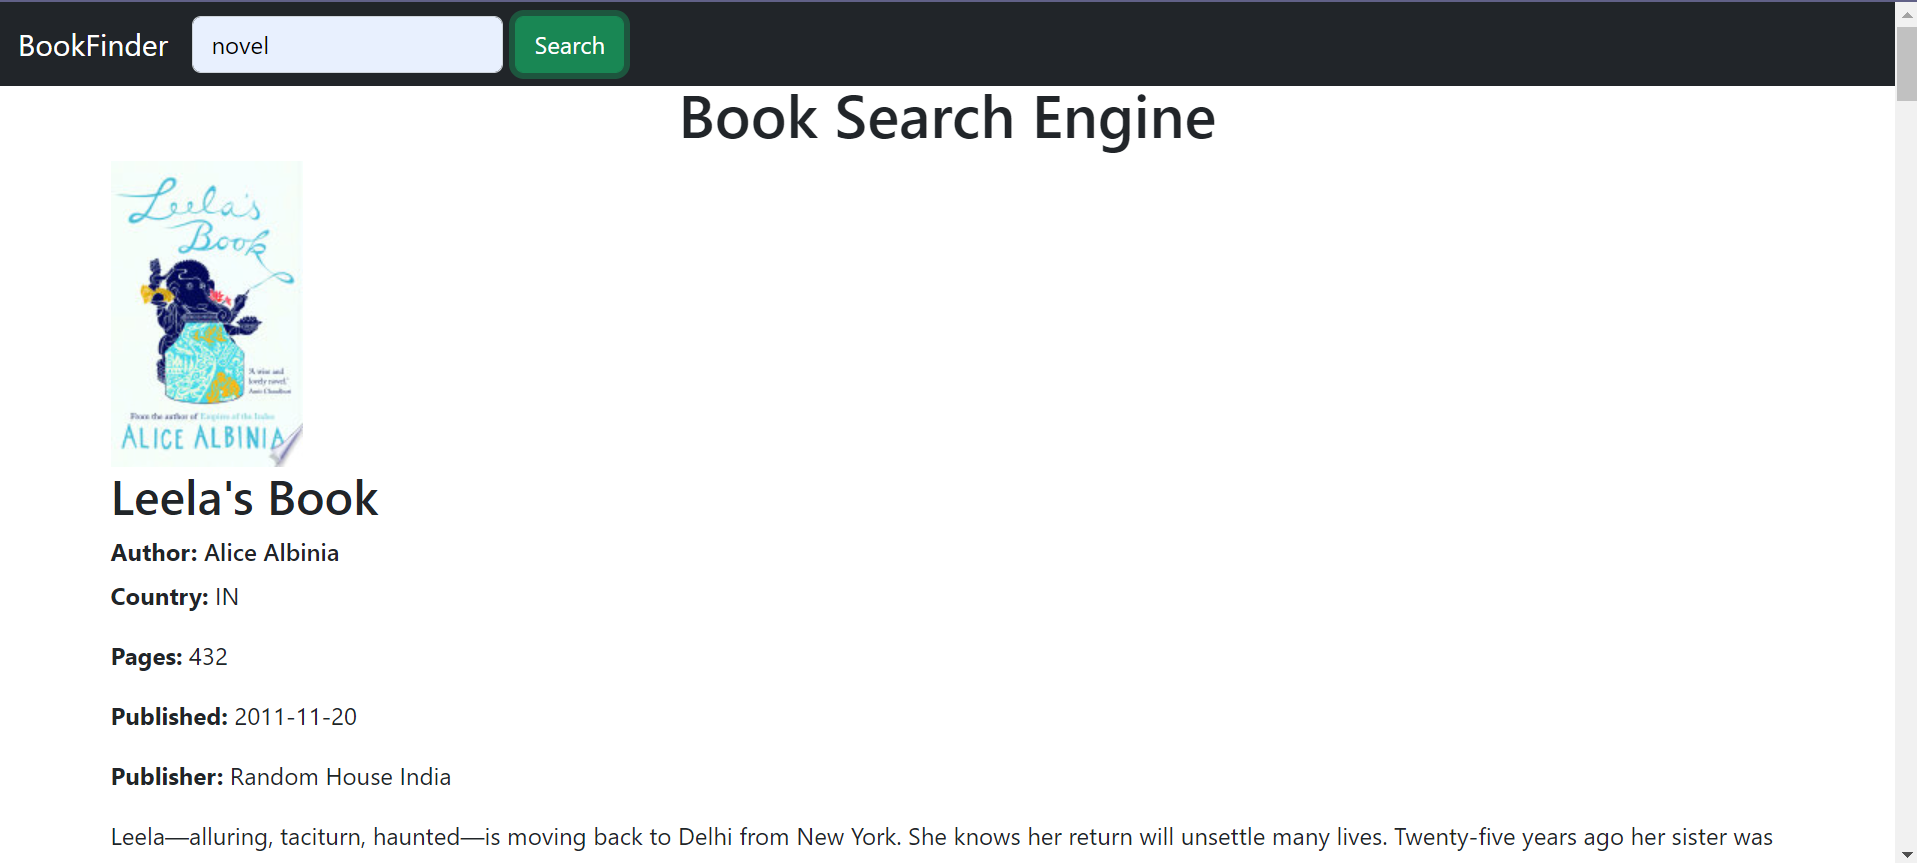 BookFinder novel Search
Book Search Engine
Leela's
Book
'A wise and
lovely novel.'
Amit Chaudhuri
From the author of Empires of the Indus
ALICE ALBINIA
Leela's Book
Author: Alice Albinia
Country: IN
Pages: 432
Published: 2011-11-20
Publisher: Random House India
Leela—alluring, taciturn, haunted—is moving back to Delhi from New York. She knows her return will unsettle many lives. Twenty-five years ago her sister was